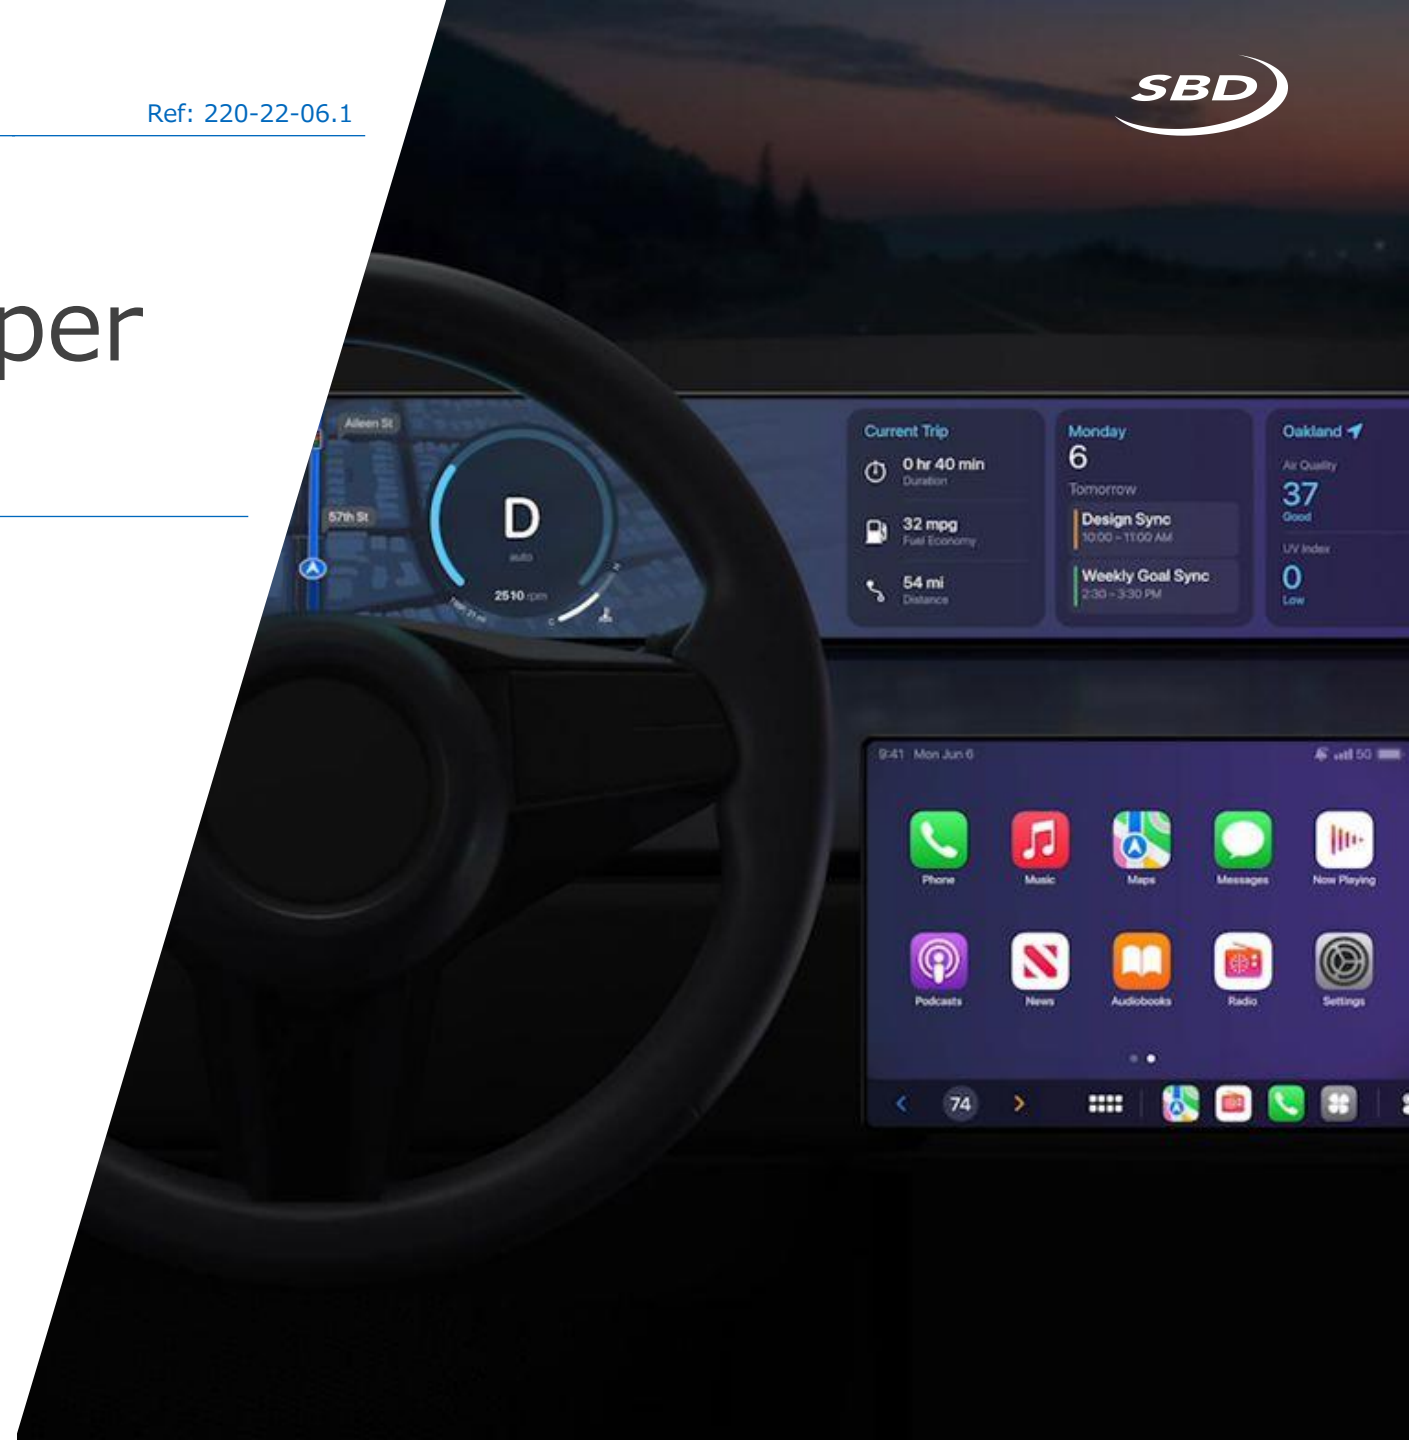 SBD
Ref: 220-22-06.1
per
Aileen St
57th St
D
auto
2510 rpm
C
Current Trip
0 hr 40 min
Duration
32 mpg
Fuel Economy
54 mi
Distance
Monday
6
Tomorrow
Design Sync
10:00 – 11:00 AM
Weekly Goal Sync
2:30 – 3:30 PM
Oakland
Air Quality
37
Good
UV Index
0
Low
9:41 Mon Jun 6
5G
Phone Music Maps Messages Now Playing
Podcasts News Audiobooks Radio Settings
74